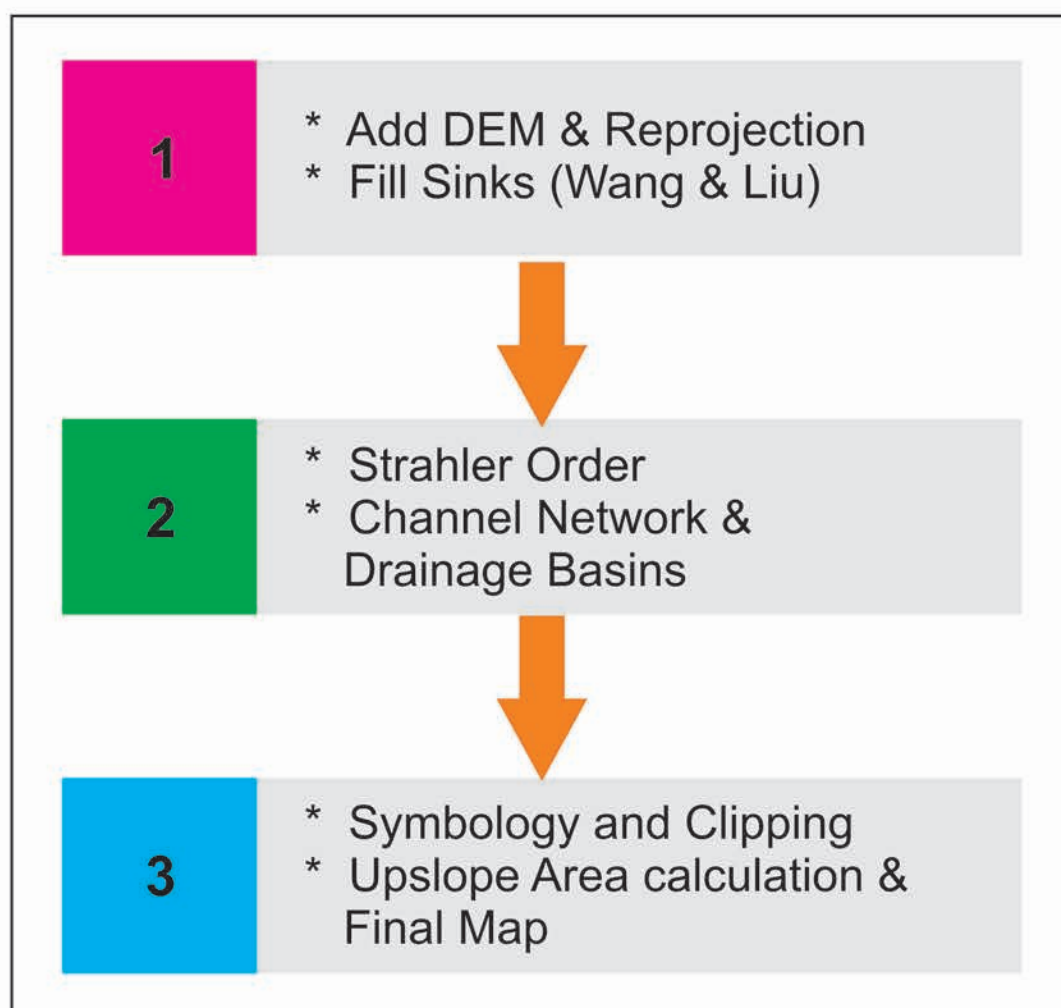 1
* Add DEM & Reprojection
* Fill Sinks (Wang & Liu)
2
* Strahler Order
* Channel Network &
Drainage Basins
3
* Symbology and Clipping
* Upslope Area calculation &
Final Map